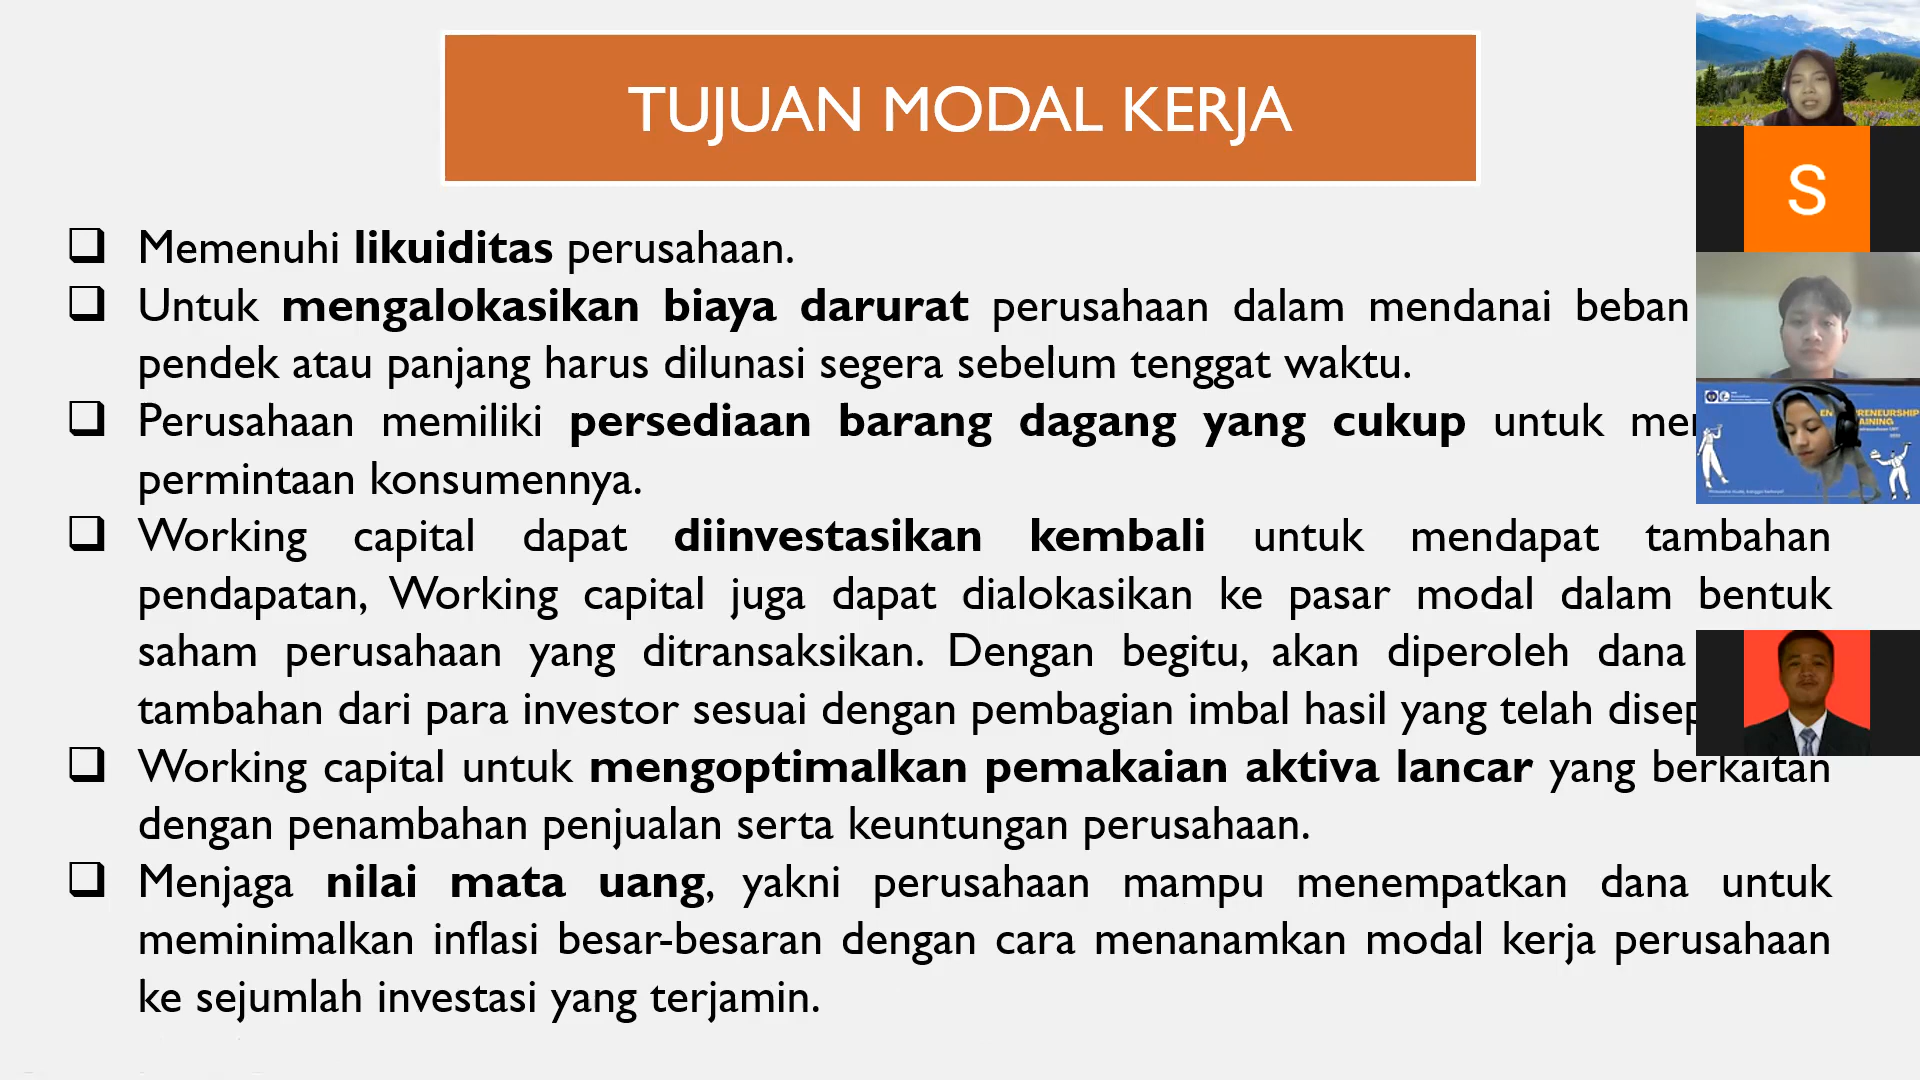 TUJUAN MODAL KERJA
S
Memenuhi likuiditas perusahaan.
Untuk mengalokasikan biaya darurat perusahaan dalam mendanai beban
pendek atau panjang harus dilunasi segera sebelum tenggat waktu.
Perusahaan memiliki persediaan barang dagang yang cukup untuk
permintaan konsumennya.
Working capital dapat diinvestasikan kembali untuk mendapat tambahan
pendapatan, Working capital juga dapat dialokasikan ke pasar modal dalam bentuk
saham perusahaan yang ditransaksikan. Dengan begitu, akan diperoleh dana
tambahan dari para investor sesuai dengan pembagian imbal hasil yang telah
Working capital untuk mengoptimalkan pemakaian aktiva lancar yang berkaitan
dengan penambahan penjualan serta keuntungan perusahaan.
Menjaga nilai mata uang, yakni perusahaan mampu menempatkan dana untuk
meminimalkan inflasi besar-besaran dengan cara menanamkan modal kerja perusahaan
ke sejumlah investasi yang terjamin.